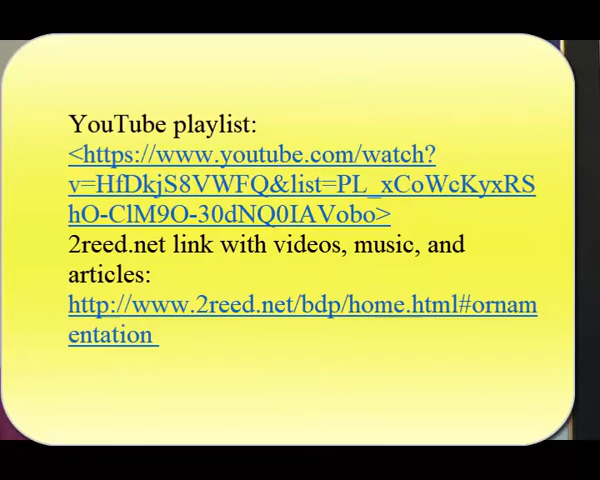 YouTube playlist:
<https://www.youtube.com/watch?
v=HfDkjS8VWFQ&list=PL_xCoWcKyxRS
hO-ClM9O-30dNQ0IAVobo>
2reed.net link with videos, music, and
articles:
http://www.2reed.net/bdp/home.html#ornam
entation